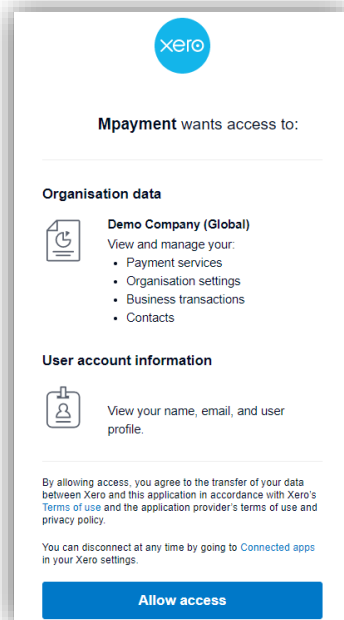 xero
Mpayment wants access to:
Organisation data
Demo Company (Global)
View and manage your:
• Payment services
• Organisation settings
• Business transactions
• Contacts
User account information
View your name, email, and user
profile.
By allowing access, you agree to the transfer of your data
between Xero and this application in accordance with Xero's
Terms of use and the application provider's terms of use and
privacy policy.
You can disconnect at any time by going to Connected apps
in your Xero settings.
Allow access